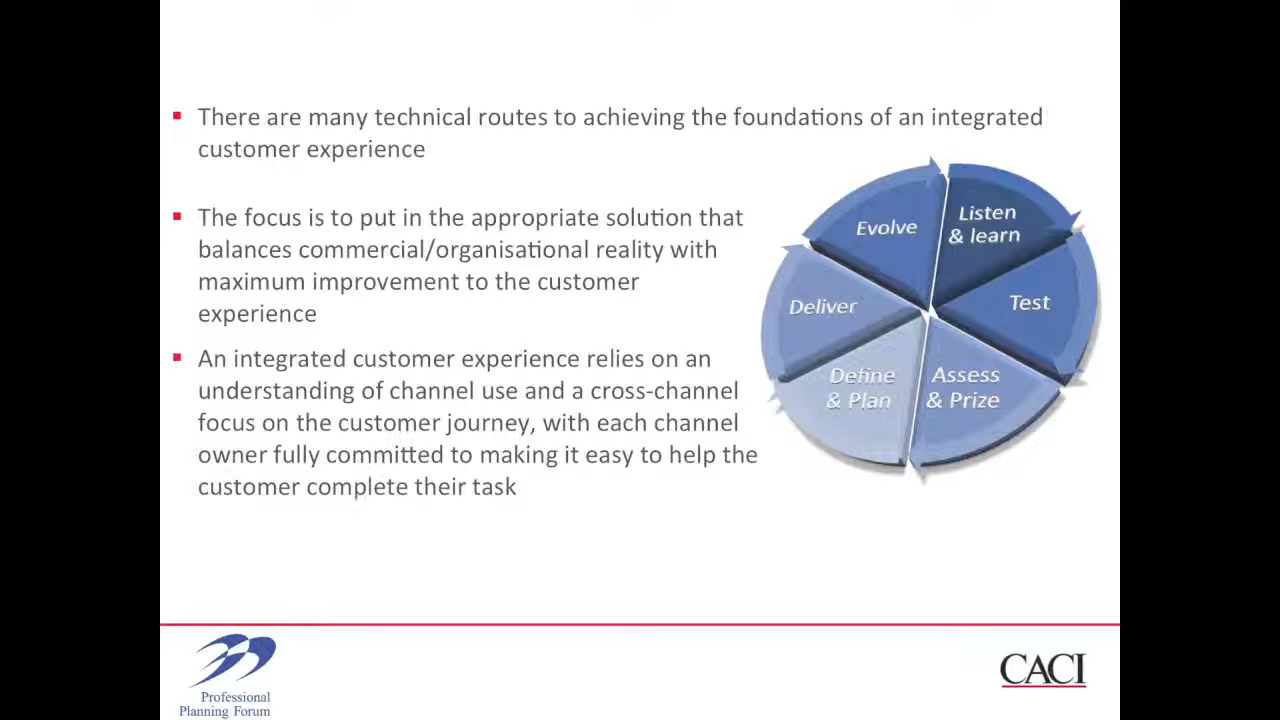 There are many technical routes to achieving the foundations of an integrated
customer experience
The focus is to put in the appropriate solution that
balances commercial/organisational reality with
maximum improvement to the customer
experience
An integrated customer experience relies on an
understanding of channel use and a cross-channel
focus on the customer journey, with each channel
owner fully committed to making it easy to help the
customer complete their task
Evolve
Listen
& learn
Deliver
Test
Define
& Plan
Assess
& Prize
Professional
Planning Forum
CACI